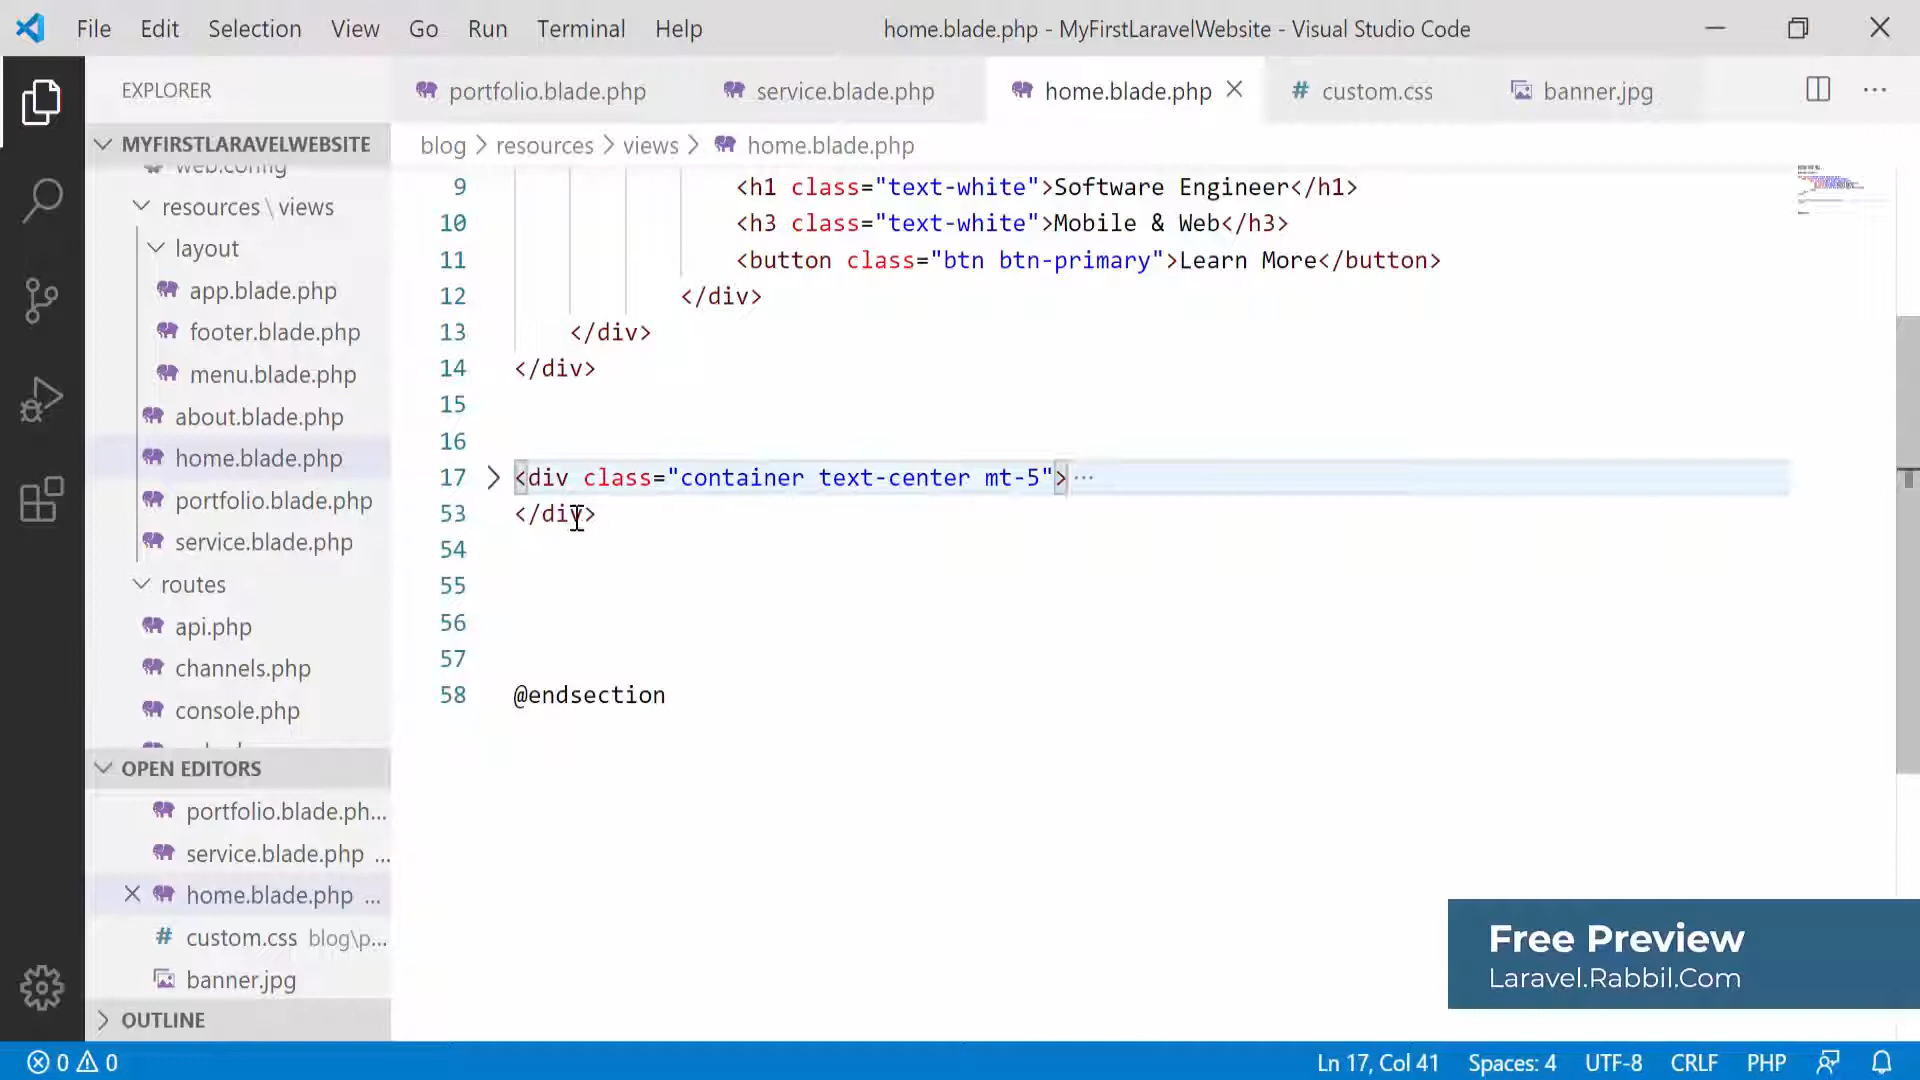 File Edit Selection View Go Run Terminal Help
home.blade.php - MyFirstLaravelWebsite - Visual Studio Code
EXPLORER
MYFIRSTLARAVELWEBSITE
web.config
resources \ views
layout
app.blade.php
footer.blade.php
menu.blade.php
about.blade.php
home.blade.php
portfolio.blade.php
service.blade.php
routes
api.php
channels.php
console.php
OPEN EDITORS
portfolio.blade.ph...
service.blade.php ...
home.blade.php ...
custom.css blog\p...
banner.jpg
OUTLINE
portfolio.blade.php service.blade.php home.blade.php # custom.css banner.jpg
blog > resources > views > home.blade.php
9 <h1 class="text-white">Software Engineer</h1>
10 <h3 class="text-white">Mobile & Web</h3>
11 <button class="btn btn-primary">Learn More</button>
12 </div>
13 </div>
14 </div>
15
16
17 <div class="container text-center mt-5">···
53 </div>
54
55
56
57
58 @endsection
Free Preview
Laravel.Rabbil.Com
0 0 Ln 17, Col 41 Spaces: 4 UTF-8 CRLF PHP